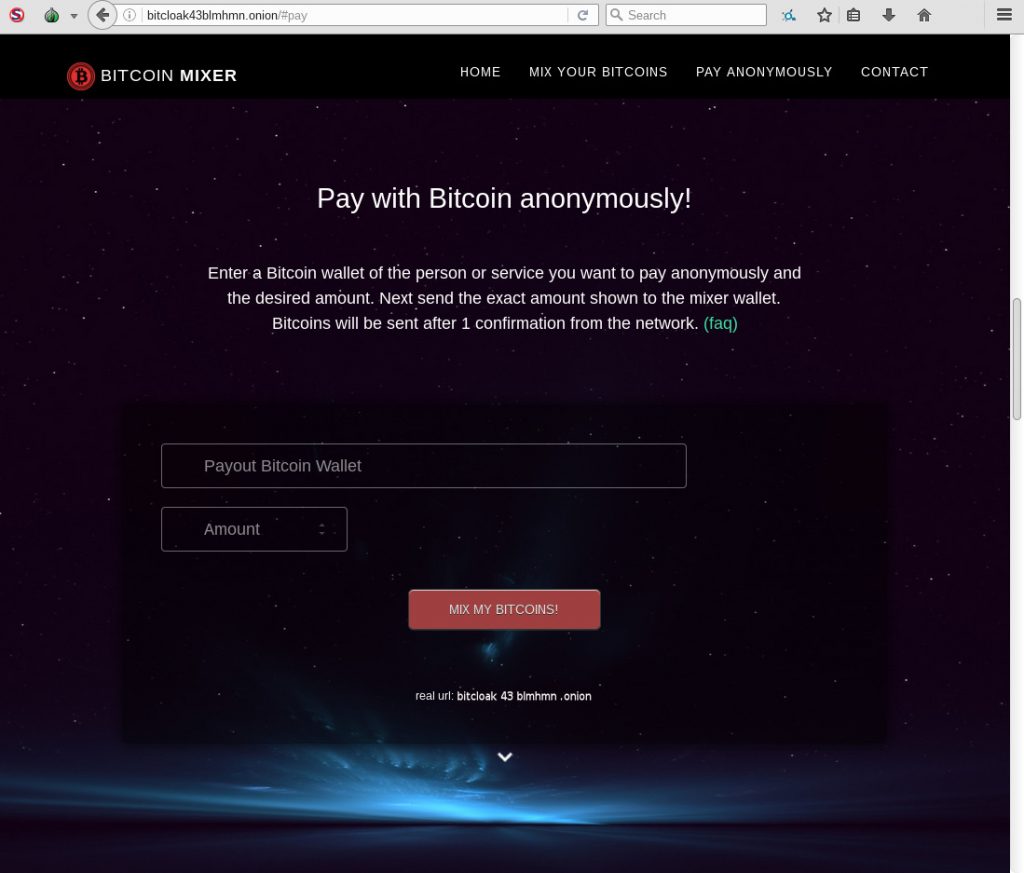 bitcloak43blmhmn.onion/#pay
Search
BITCOIN MIXER
HOME MIX YOUR BITCOINS PAY ANONYMOUSLY CONTACT
Pay with Bitcoin anonymously!
Enter a Bitcoin wallet of the person or service you want to pay anonymously and
the desired amount. Next send the exact amount shown to the mixer wallet.
Bitcoins will be sent after 1 confirmation from the network. (faq)
Payout Bitcoin Wallet
Amount
MIX MY BITCOINS!
real url: bitcloak 43 blmhmn .onion